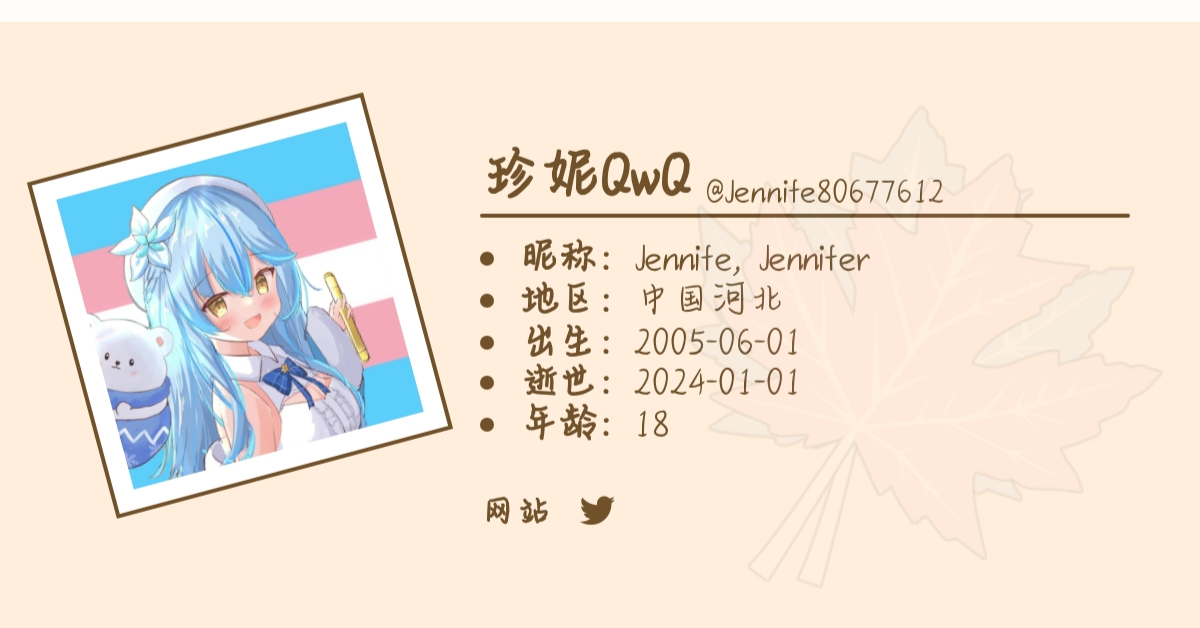 珍妮QwQ @Jennife80677612
昵称： Jennife, Jennifer
地区： 中国河北
出生： 2005-06-01
逝世： 2024-01-01
年龄： 18
网站